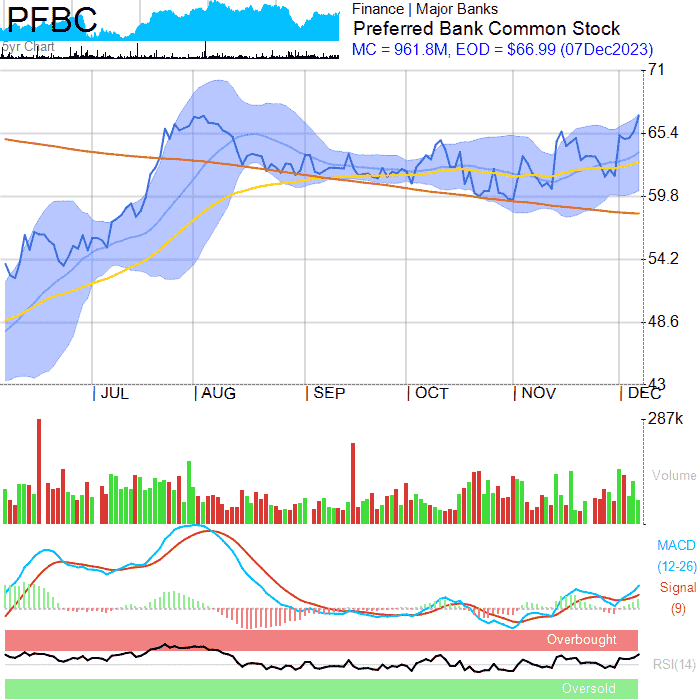 PFBC
5yr Chart
Finance | Major Banks
Preferred Bank Common Stock
MC = 961.8M, EOD = $66.99 (07Dec2023)
71
65.4
59.8
54.2
48.6
43
JUL AUG SEP OCT NOV DEC
287k
Volume
MACD
(12-26)
Signal
(9)
Overbought
RSI(14)
Oversold